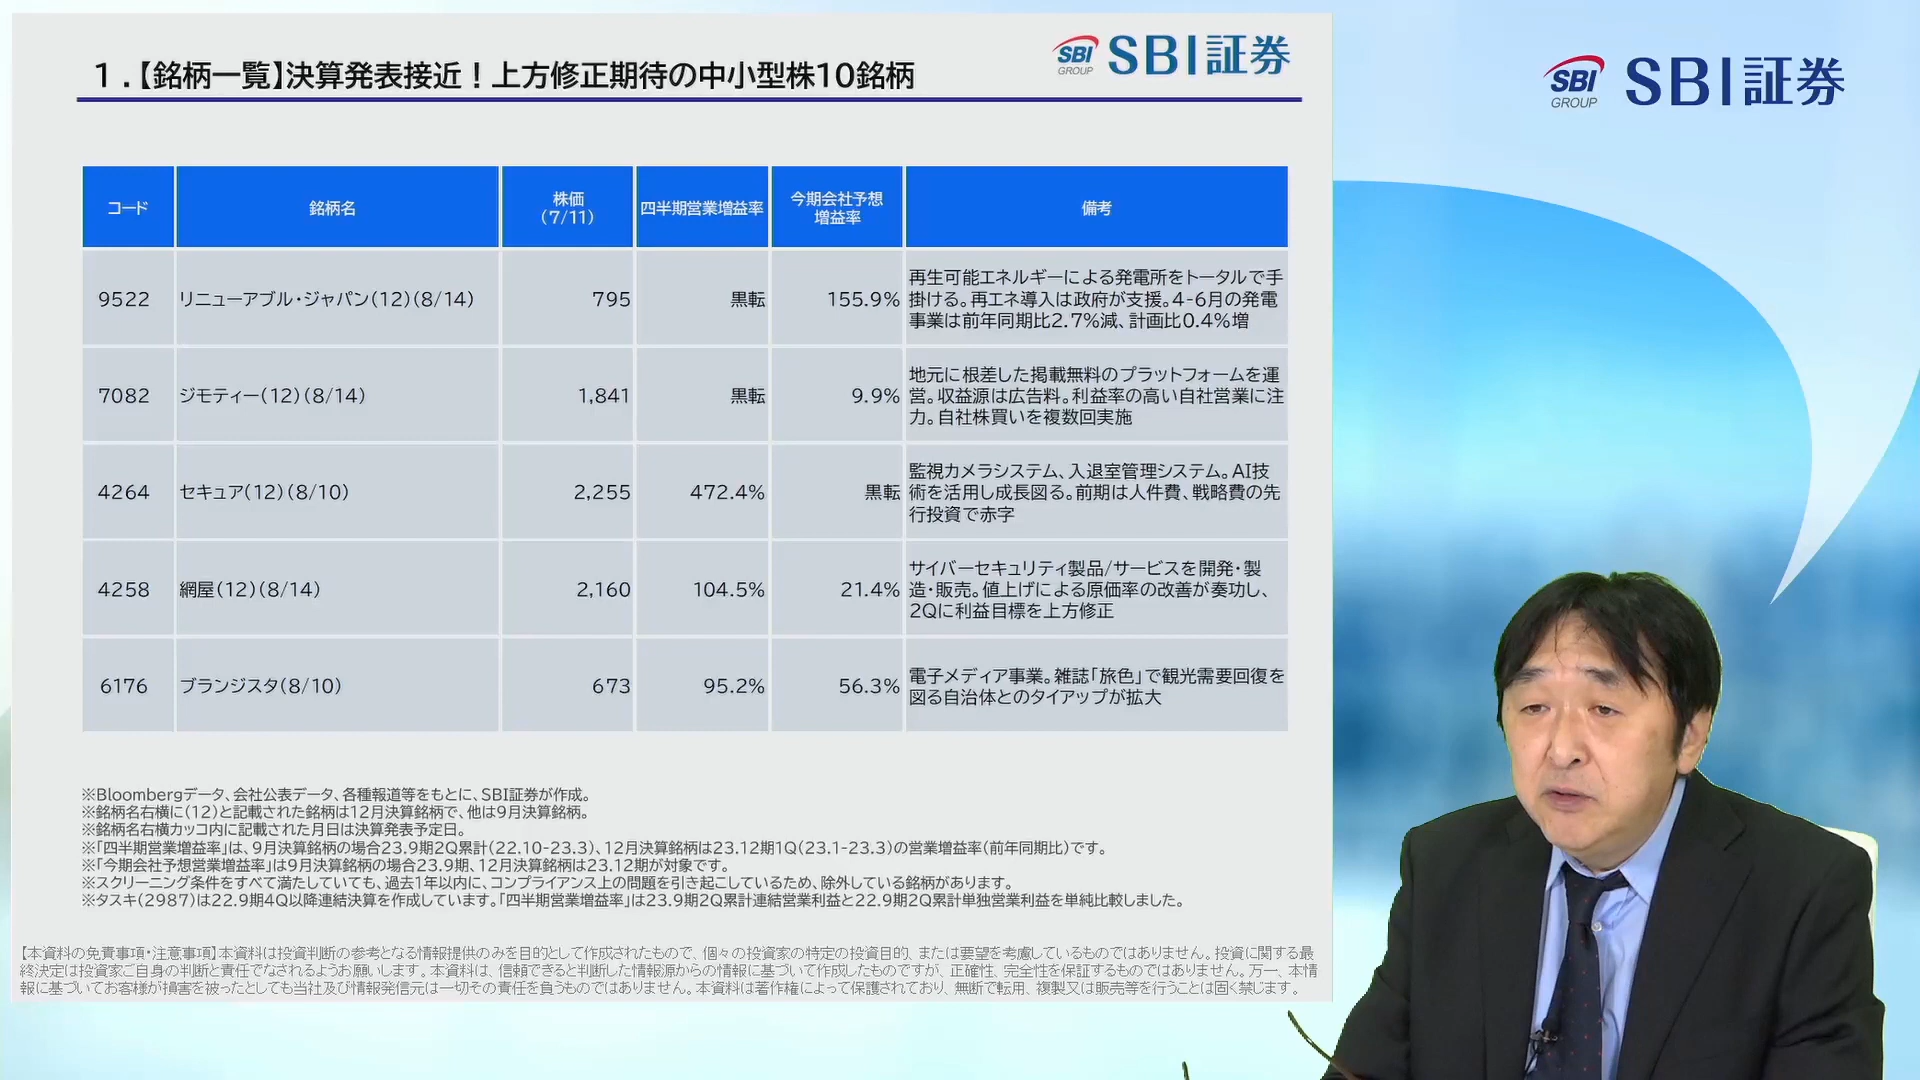 1.【銘柄一覧】決算発表接近！上方修正期待の中小型株10銘柄
SBI GROUP SBI証券
SBI GROUP SBI証券
コード 銘柄名 株価（7/11） 四半期営業増益率 今期会社予想増益率 備考
9522 リニューアブル・ジャパン（12）（8/14） 795 黒転 155.9% 再生可能エネルギーによる発電所をトータルで手
掛ける。再エネ導入は政府が支援。4-6月の発電
事業は前年同期比2.7%減、計画比0.4%増
7082 ジモティー（12）（8/14） 1,841 黒転 9.9% 地元に根差した掲載無料のプラットフォームを運
営。収益源は広告料。利益率の高い自社営業に注
力。自社株買いを複数回実施
4264 セキュア（12）（8/10） 2,255 472.4% 黒転 監視カメラシステム、入退室管理システム。AI技
術を活用し成長図る。前期は人件費、戦略費の先
行投資で赤字
4258 網屋（12）（8/14） 2,160 104.5% 21.4% サイバーセキュリティ製品/サービスを開発・製
造・販売。値上げによる原価率の改善が奏功し、
2Qに利益目標を上方修正
6176 ブランジスタ（8/10） 673 95.2% 56.3% 電子メディア事業。雑誌「旅色」で観光需要回復を
図る自治体とのタイアップが拡大
※Bloombergデータ、会社公表データ、各種報道等をもとに、SBI証券が作成。
※銘柄名右横に（12）と記載された銘柄は12月決算銘柄で、他は9月決算銘柄。
※銘柄名右横カッコ内に記載された月日は決算発表予定日。
※「四半期営業増益率」は、9月決算銘柄の場合23.9期2Q累計（22.10-23.3）、12月決算銘柄は23.12期1Q（23.1-23.3）の営業増益率（前年同期比）です。
※「今期会社予想営業増益率」は9月決算銘柄の場合23.9期、12月決算銘柄は23.12期が対象です。
※スクリーニング条件をすべて満たしていても、過去1年以内に、コンプライアンス上の問題を引き起こしているため、除外している銘柄があります。
※タスキ（2987）は22.9期4Q以降連結決算を作成しています。「四半期営業増益率」は23.9期2Q累計連結営業利益と22.9期2Q累計単独営業利益を単純比較しました。
【本資料の免責事項・注意事項】本資料は投資判断の参考となる情報提供のみを目的として作成されたもので、個々の投資家の特定の投資目的、または要望を考慮しているものではありません。投資に関する最
終決定は投資家ご自身の判断と責任でなされるようお願いします。本資料は、信頼できると判断した情報源からの情報に基づいて作成したものですが、正確性、完全性を保証するものではありません。万一、本情
報に基づいてお客様が損害を被ったとしても当社及び情報発信元は一切その責任を負うものではありません。本資料は著作権によって保護されており、無断で転用、複製又は販売等を行うことは固く禁じます。